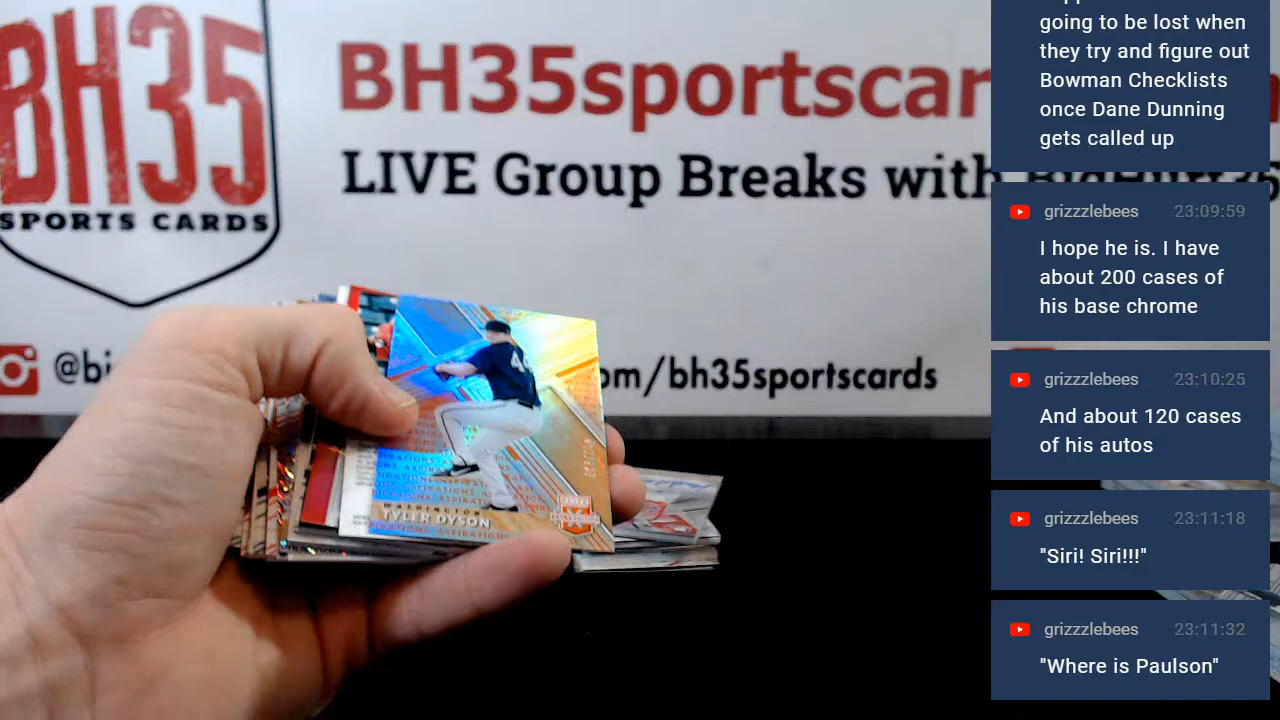 BH35
SPORTS CARDS
BH35sportscar
LIVE Group Breaks with
@bi
om/bh35sportscards
44
ASPIRATIONS
WASHINGTON
TYLER DYSON
going to be lost when
they try and figure out
Bowman Checklists
once Dane Dunning
gets called up
grizzzlebees 23:09:59
I hope he is. I have
about 200 cases of
his base chrome
grizzzlebees 23:10:25
And about 120 cases
of his autos
grizzzlebees 23:11:18
"Siri! Siri!!!"
grizzzlebees 23:11:32
"Where is Paulson"